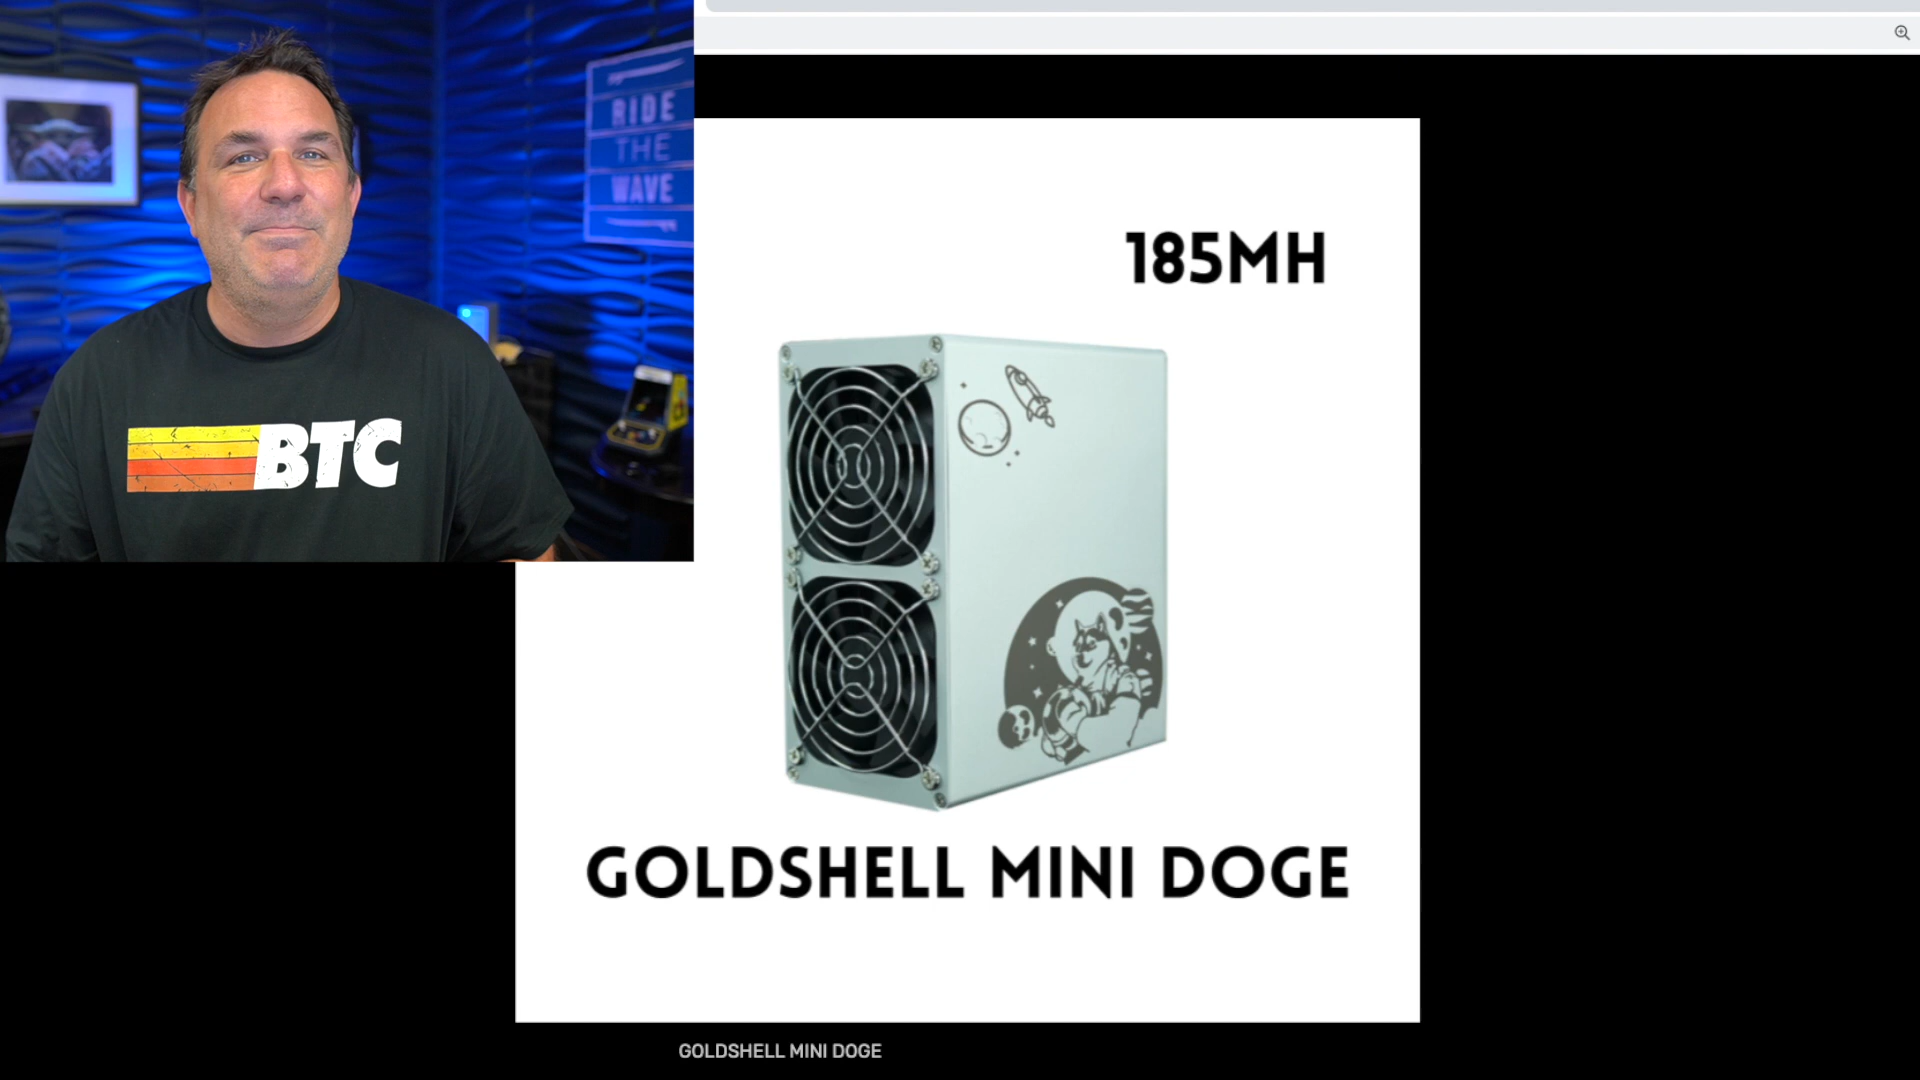 RIDE
THE
WAVE
BTC
185MH
GOLDSHELL MINI DOGE
GOLDSHELL MINI DOGE